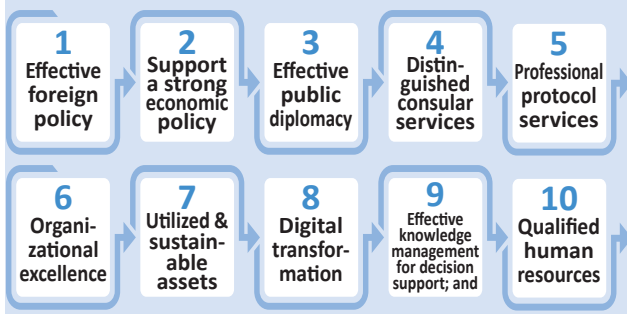 1
Effective
foreign
policy
2
Support
a strong
economic
policy
3
Effective
public
diplomacy
4
Distin-
guished
consular
services
5
Professional
protocol
services
6
Organi-
zational
excellence
7
Utilized &
sustain-
able
assets
8
Digital
transfor-
mation
9
Effective
knowledge
management
for decision
support; and
10
Qualified
human
resources